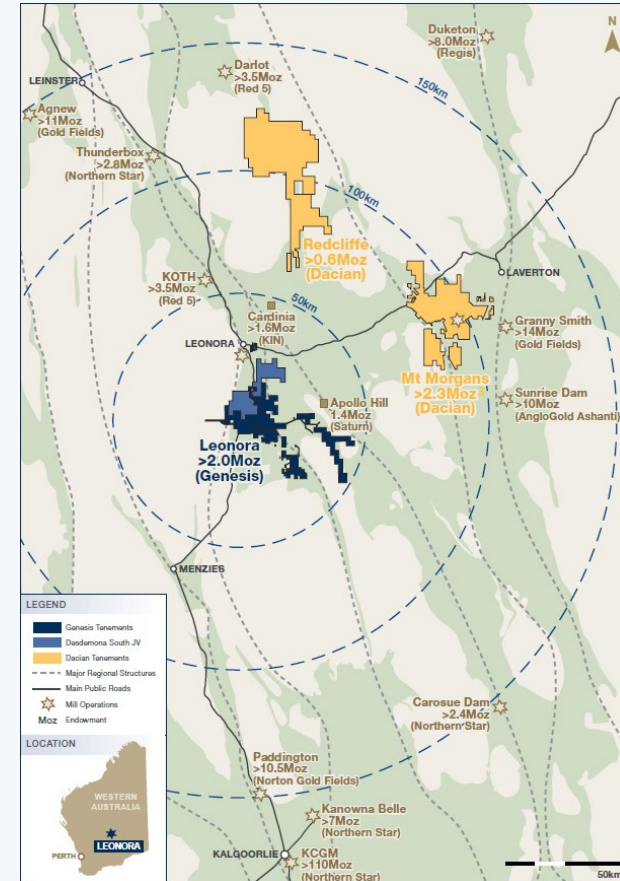 N
Duketon
>8.0Moz
(Regis)
150km
Darlot
>3.5Moz
(Red 5)
LEINSTER
Agnew
>11Moz
(Gold Fields)
Thunderbox
>2.8Moz
(Northern Star)
100km
Redcliffe
>0.6Moz
(Dacian)
LAVERTON
KOTH
>3.5Moz
(Red 5)
50km
Cardinia
>1.6Moz
(KIN)
Granny Smith
>14Moz
(Gold Fields)
LEONORA
Mt Morgans
>2.3Moz
(Dacian)
Apollo Hill
1.4Moz
(Saturn)
Sunrise Dam
>10Moz
(AngloGold Ashanti)
Leonora
>2.0Moz
(Genesis)
MENZIES
LEGEND
Genesis Tenements
Desdemona South JV
Dacian Tenements
Major Regional Structures
Main Public Roads
Mill Operations
Moz Endowment
LOCATION
WESTERN
AUSTRALIA
LEONORA
PERTH
Carosue Dam
>2.4Moz
(Northern Star)
Paddington
>10.5Moz
(Norton Gold Fields)
Kanowna Belle
>7Moz
(Northern Star)
KALGOORLIE
KCGM
>110Moz
(Northern Star)
50km